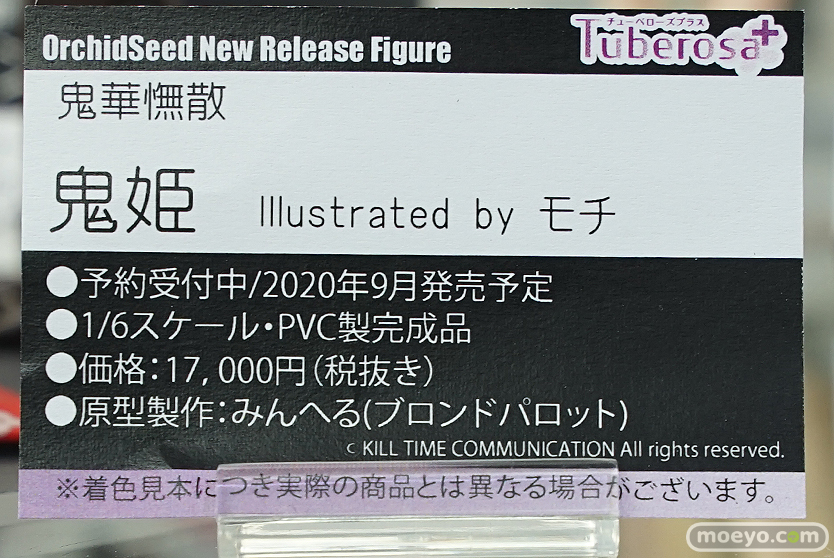 OrchidSeed New Release Figure
チューベローズプラス
Tuberosa+
鬼華憮散
鬼姫 Illustrated by モチ
●予約受付中/2020年9月発売予定
●1/6スケール・PVC製完成品
●価格：17,000円（税抜き）
●原型製作：みんへる(ブロンドパロット)
c KILL TIME COMMUNICATION All rights reserved.
※着色見本につき実際の商品とは異なる場合がございます。
moeyo.com